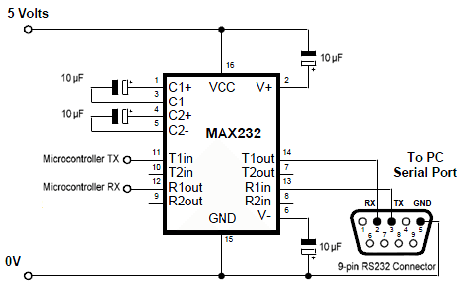 5 Volts
10 µF
16
10 µF
1
C1+
VCC
V+
2
3
C1
10 µF
4
C2+
5
C2-
MAX232
To PC
Serial Port
Microcontroller TX
11
T1in
T1out
14
10
T2in
T2out
7
Microcontroller RX
12
R1out
R1in
13
9
R2out
R2in
8
GND
V-
6
15
10 µF
RX
TX
GND
1
2
3
4
5
6
7
8
9
0V
9-pin RS232 Connector